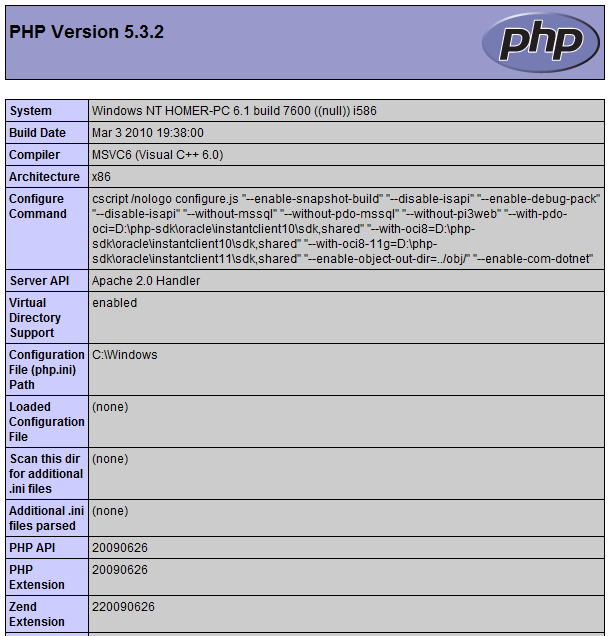 PHP Version 5.3.2
php
System Windows NT HOMER-PC 6.1 build 7600 ((null)) i586
Build Date Mar 3 2010 19:38:00
Compiler MSVC6 (Visual C++ 6.0)
Architecture x86
Configure
Command
cscript /nologo configure.js "--enable-snapshot-build" "--disable-isapi" "--enable-debug-pack"
"--disable-isapi" "--without-mssql" "--without-pdo-mssql" "--without-pi3web" "--with-pdo-
oci=D:\php-sdk\oracle\instantclient10\sdk,shared" "--with-oci8=D:\php-
sdk\oracle\instantclient10\sdk,shared" "--with-oci8-11g=D:\php-
sdk\oracle\instantclient11\sdk,shared" "--enable-object-out-dir=../obj/" "--enable-com-dotnet"
Server API Apache 2.0 Handler
Virtual
Directory
Support
enabled
Configuration
File (php.ini)
Path
C:\Windows
Loaded
Configuration
File
(none)
Scan this dir
for additional
.ini files
(none)
Additional .ini
files parsed
(none)
PHP API 20090626
PHP
Extension
20090626
Zend
Extension
220090626